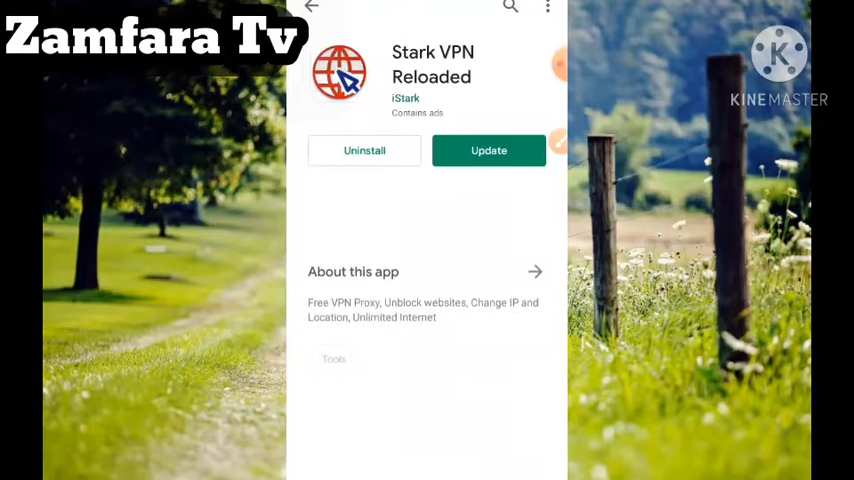 Zamfara Tv
KINEMASTER
Stark VPN
Reloaded
iStark
Contains ads
Uninstall
Update
About this app
Free VPN Proxy, Unblock websites, Change IP and
Location, Unlimited Internet
Tools